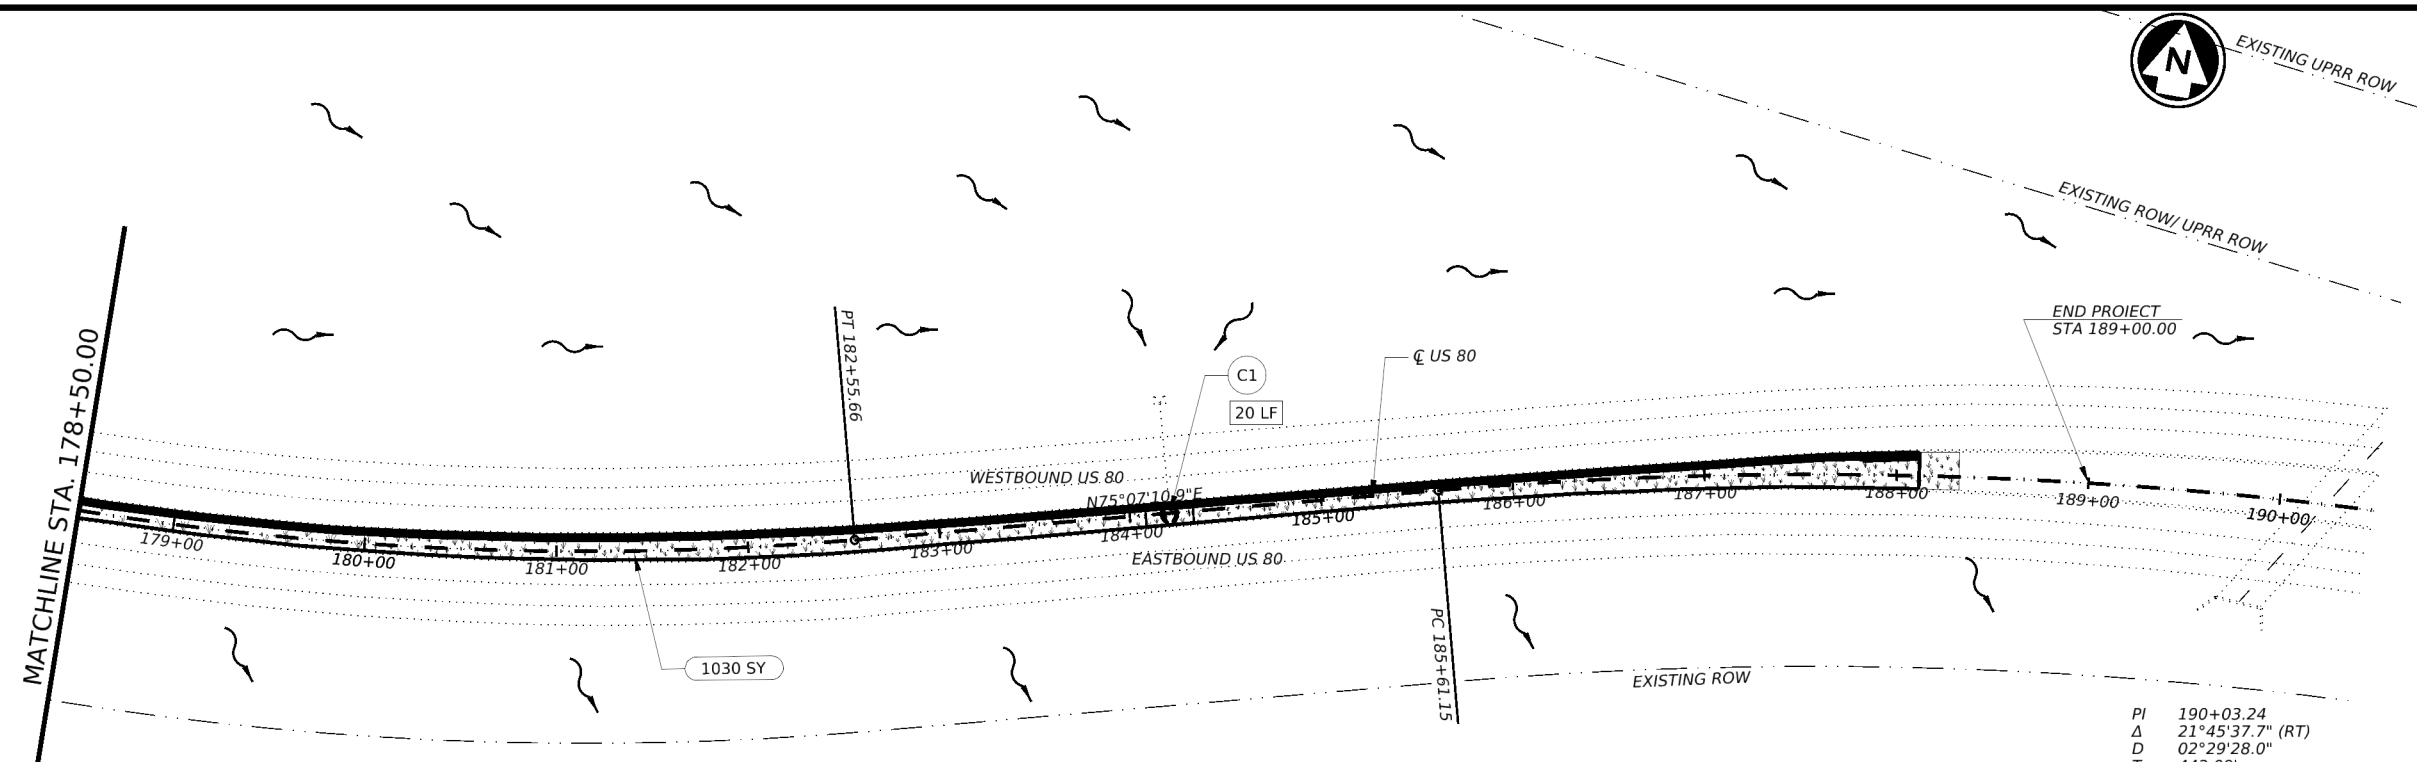 N
EXISTING UPRR ROW
EXISTING ROW/ UPRR ROW
END PROJECT
STA 189+00.00
MATCHLINE STA. 178+50.00
PT 182+55.66
C1
20 LF
℄ US 80
WESTBOUND US 80
N75°07'10.9"E
179+00
180+00
181+00
182+00
183+00
184+00
185+00
186+00
187+00
188+00
189+00
190+00
EASTBOUND US 80
1030 SY
PC 185+61.15
EXISTING ROW
PI 190+03.24
Δ 21°45'37.7" (RT)
D 02°29'28.0"